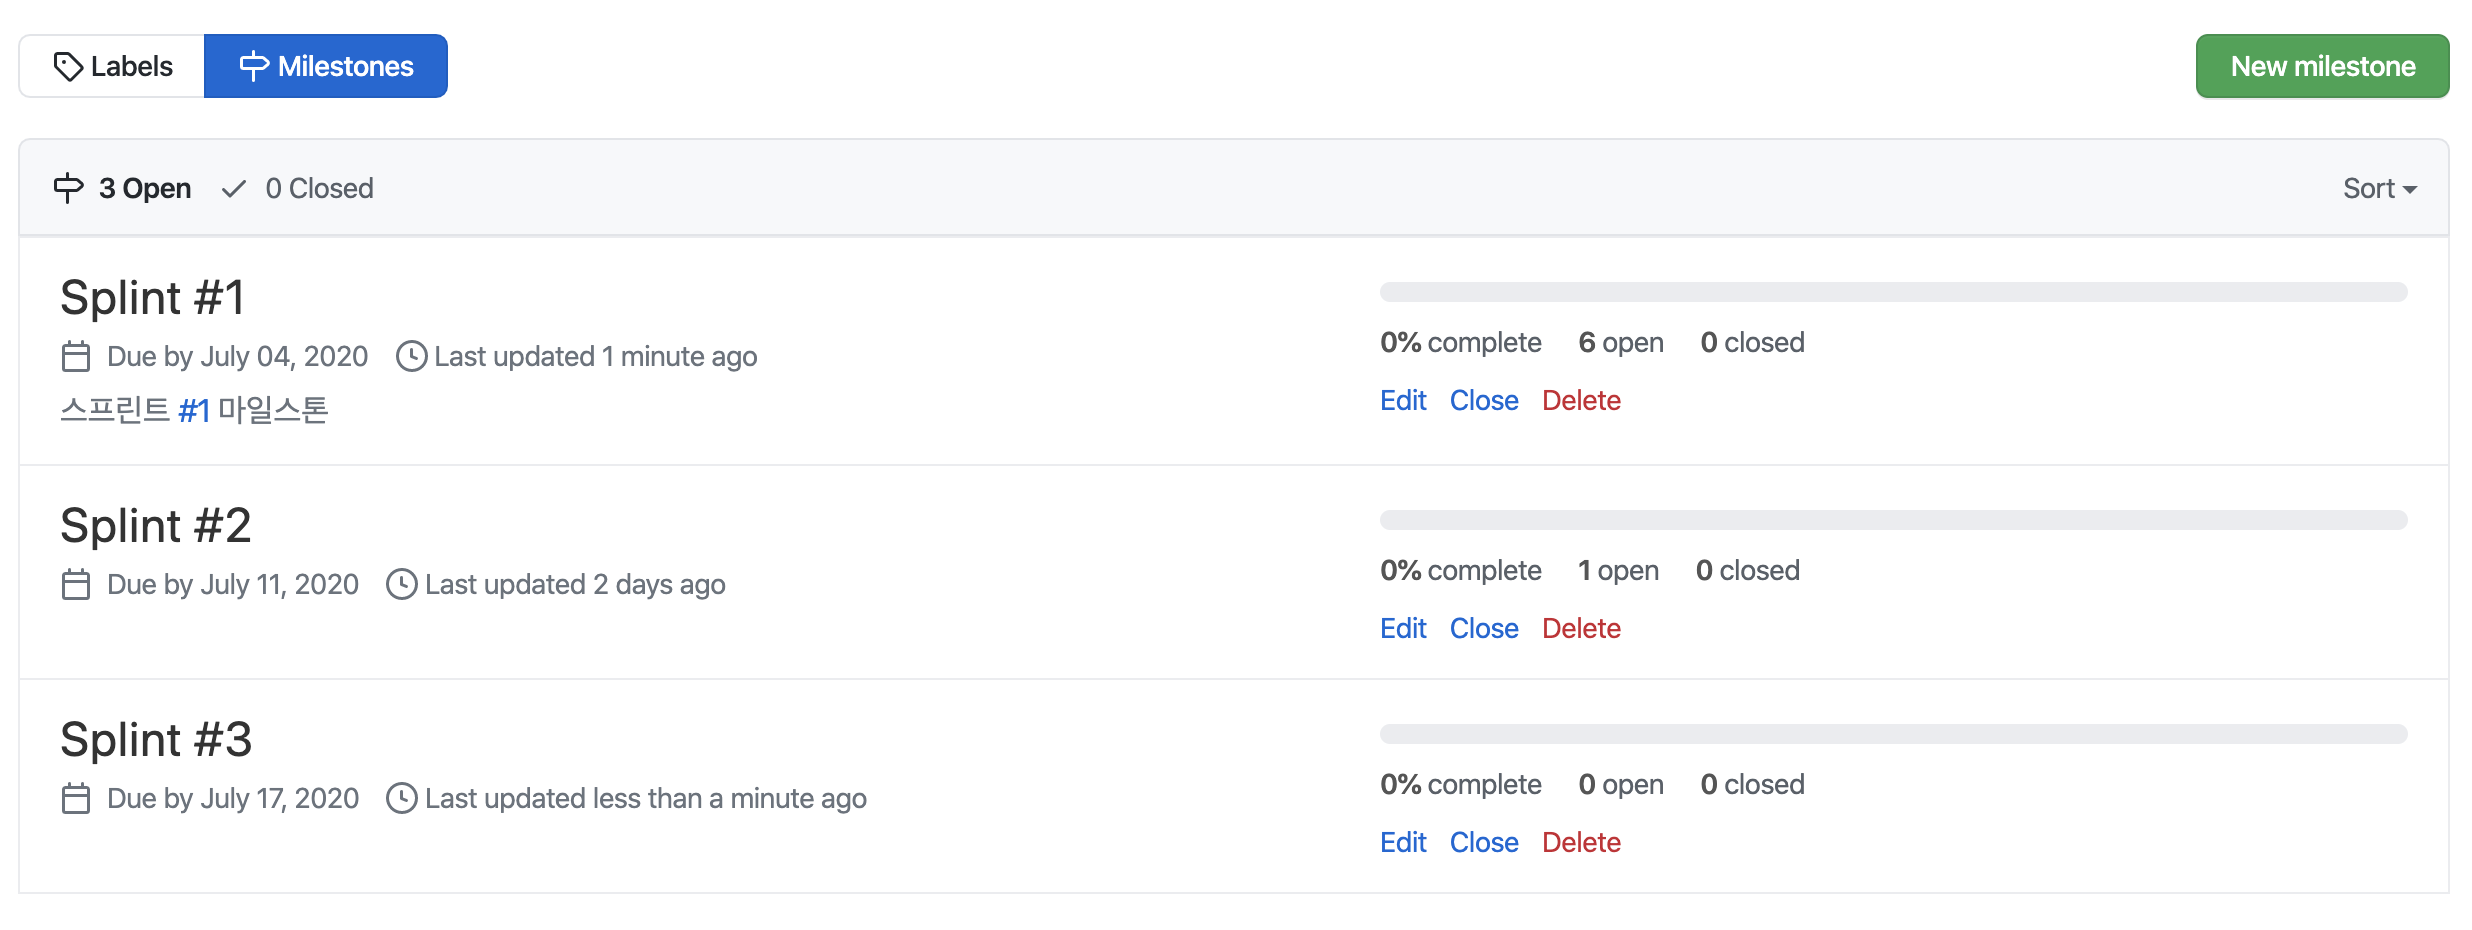 Labels Milestones New milestone
3 Open 0 Closed Sort
Splint #1
Due by July 04, 2020 Last updated 1 minute ago
스프린트 #1 마일스톤
0% complete 6 open 0 closed
Edit Close Delete
Splint #2
Due by July 11, 2020 Last updated 2 days ago
0% complete 1 open 0 closed
Edit Close Delete
Splint #3
Due by July 17, 2020 Last updated less than a minute ago
0% complete 0 open 0 closed
Edit Close Delete